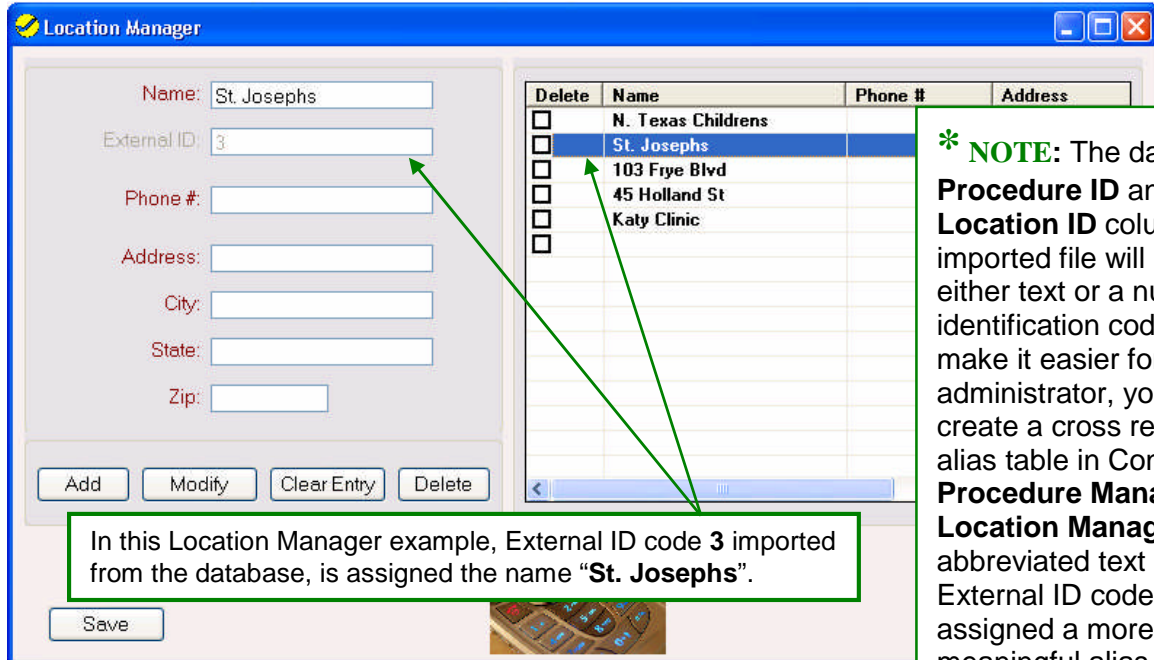 Location Manager
Name: St. Josephs
External ID: 3
Phone #:
Address:
City:
State:
Zip:
Add Modify Clear Entry Delete
Delete Name Phone # Address
N. Texas Childrens
St. Josephs
103 Frye Blvd
45 Holland St
Katy Clinic
* NOTE: The da
Procedure ID an
Location ID colu
imported file will
either text or a nu
identification cod
make it easier fo
administrator, yo
create a cross re
alias table in Con
Procedure Mana
Location Manag
abbreviated text
External ID code
assigned a more
meaningful alias
In this Location Manager example, External ID code 3 imported
from the database, is assigned the name “St. Josephs”.
Save